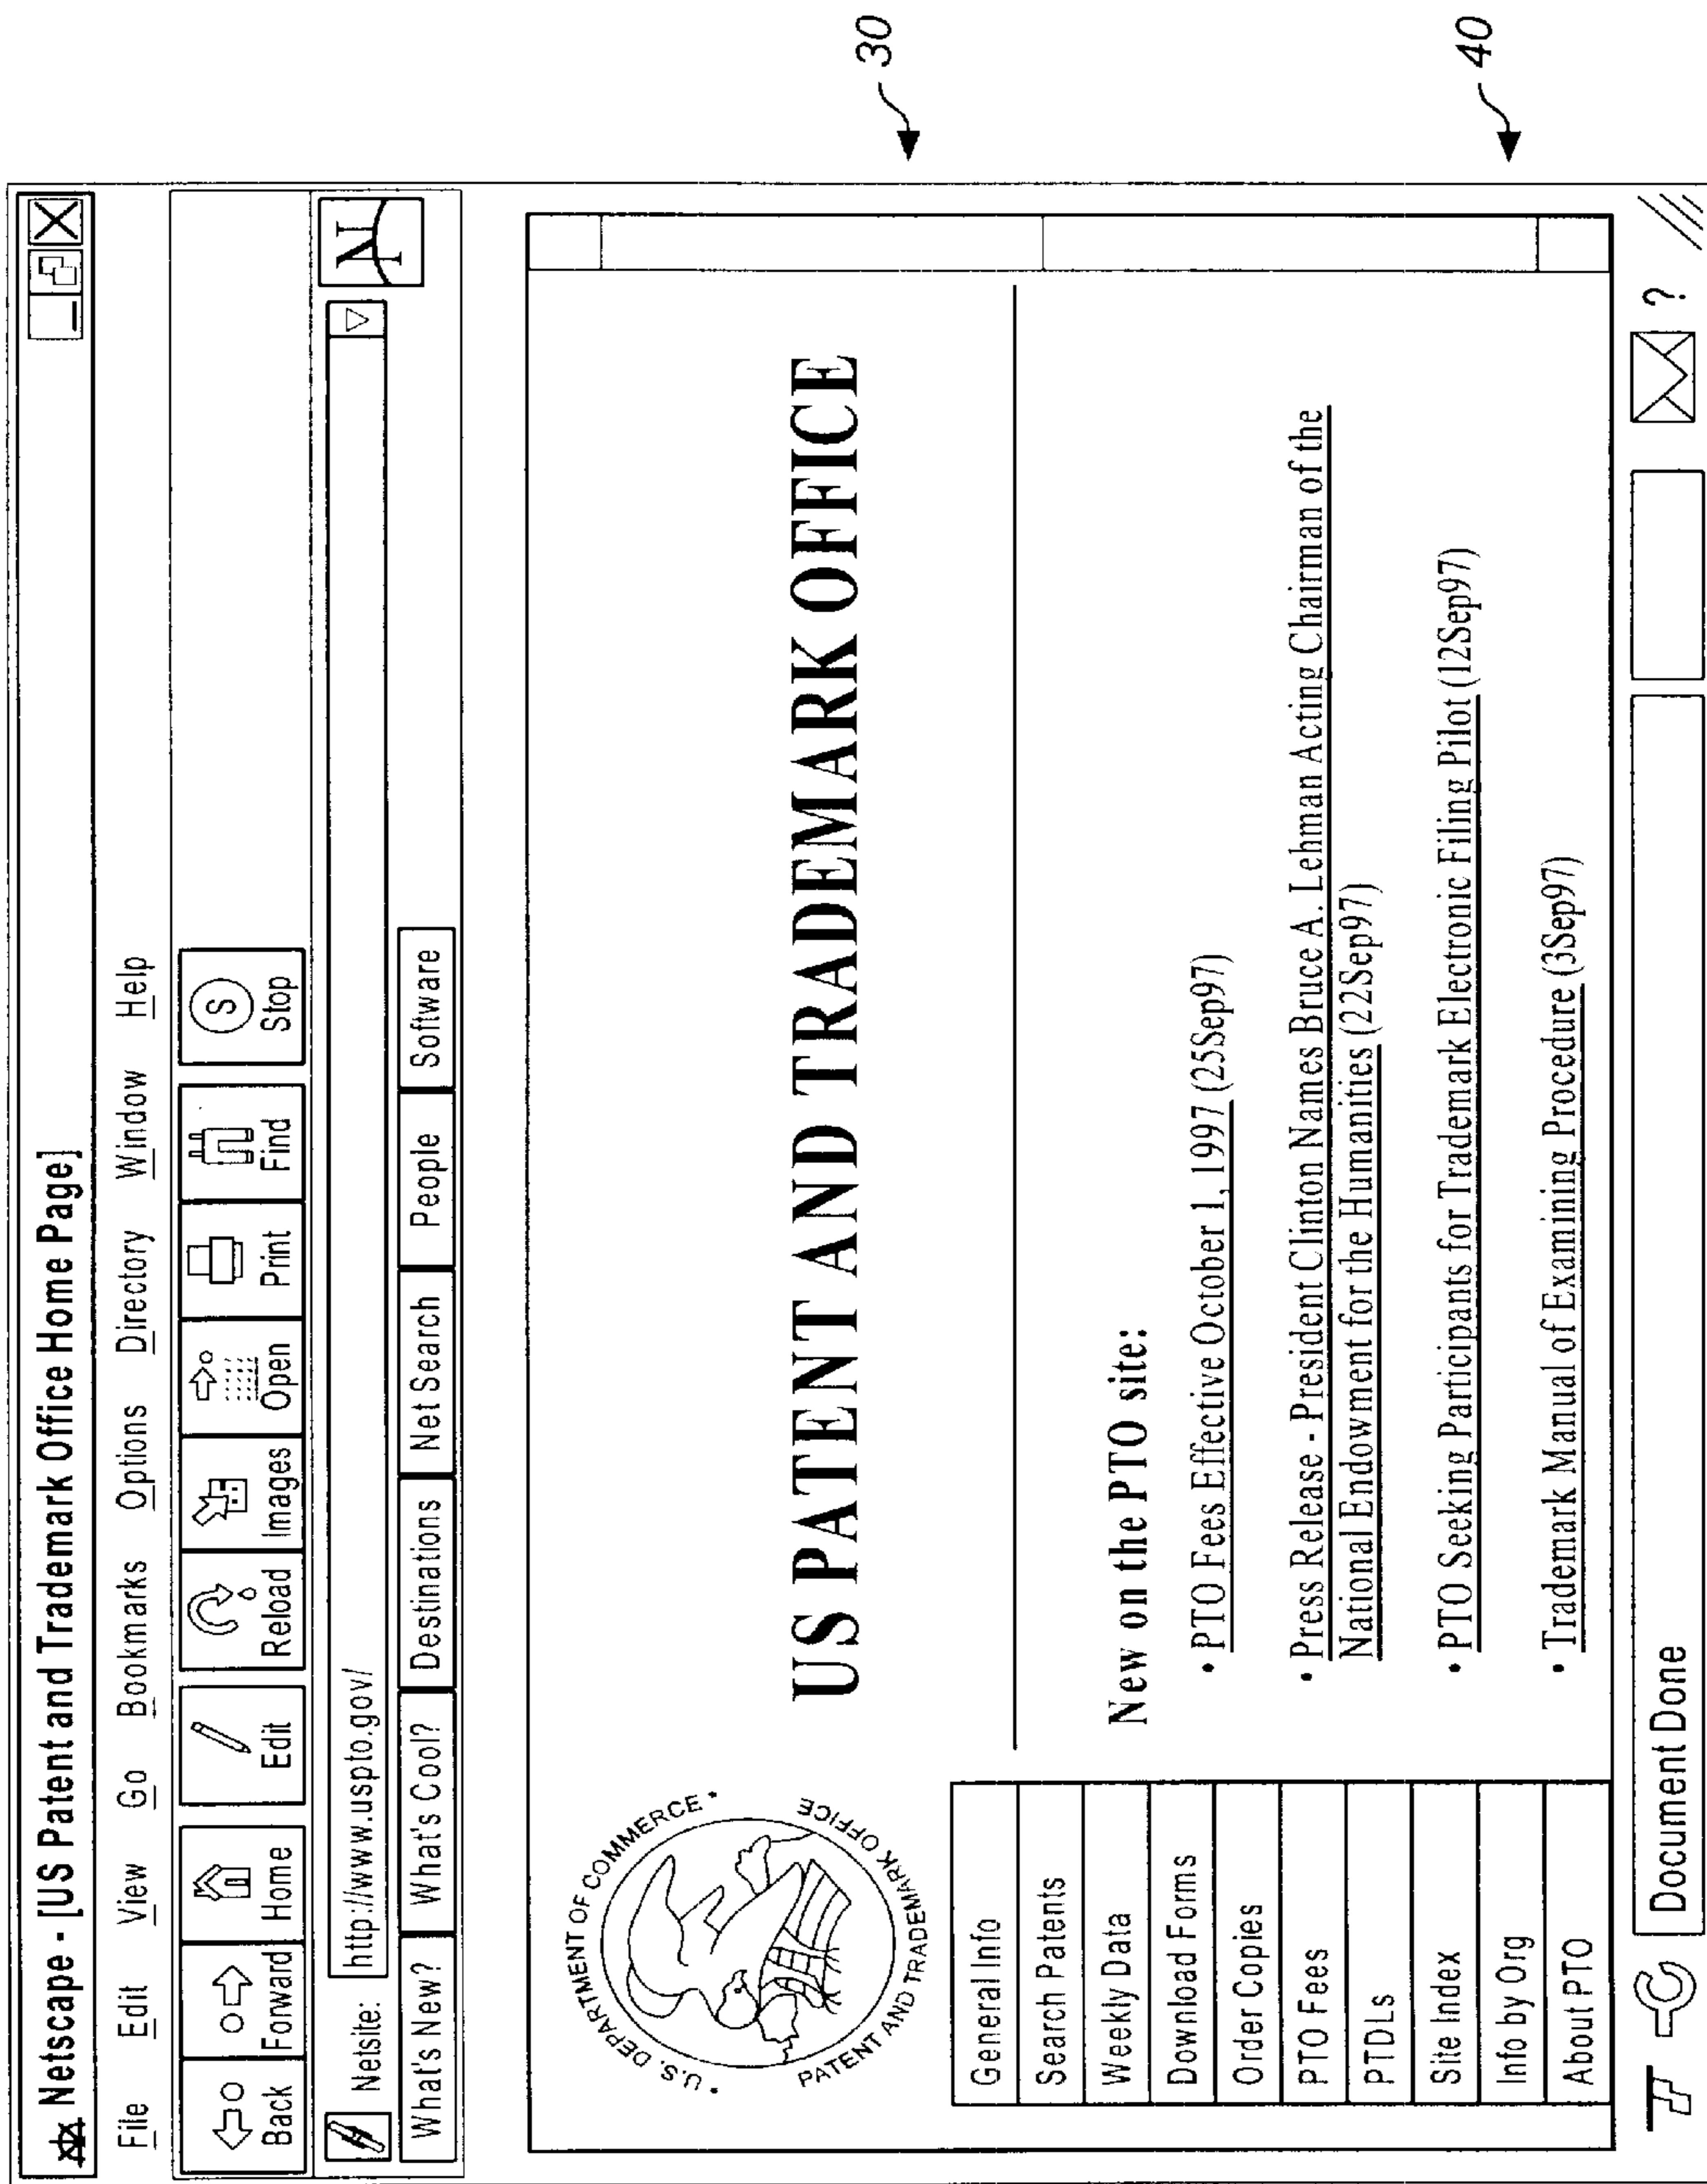 Netscape - [US Patent and Trademark Office Home Page]
File Edit View Go Bookmarks Options Directory Window Help
Back Forward Home Edit Reload Images Open Print Find Stop
S
Netsite: http://www.uspto.gov/
N
What's New? What's Cool? Destinations Net Search People Software
• U.S. DEPARTMENT OF COMMERCE •
PATENT AND TRADEMARK OFFICE
US PATENT AND TRADEMARK OFFICE
30
General Info
Search Patents
Weekly Data
Download Forms
Order Copies
PTO Fees
PTDLs
Site Index
Info by Org
About PTO
New on the PTO site:
• PTO Fees Effective October 1, 1997 (25Sep97)
• Press Release - President Clinton Names Bruce A. Lehman Acting Chairman of the
National Endowment for the Humanities (22Sep97)
• PTO Seeking Participants for Trademark Electronic Filing Pilot (12Sep97)
• Trademark Manual of Examining Procedure (3Sep97)
Document Done
?
40